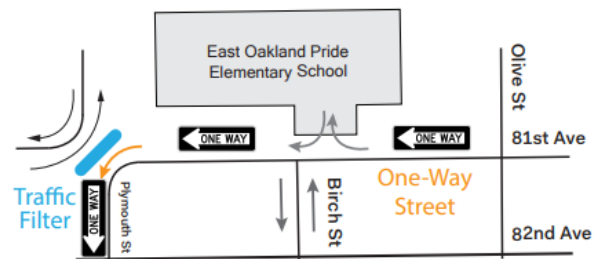 East Oakland Pride
Elementary School
Olive St
ONE WAY
ONE WAY
81st Ave
Traffic
Filter
ONE WAY
Plymouth St
Birch St
One-Way
Street
82nd Ave